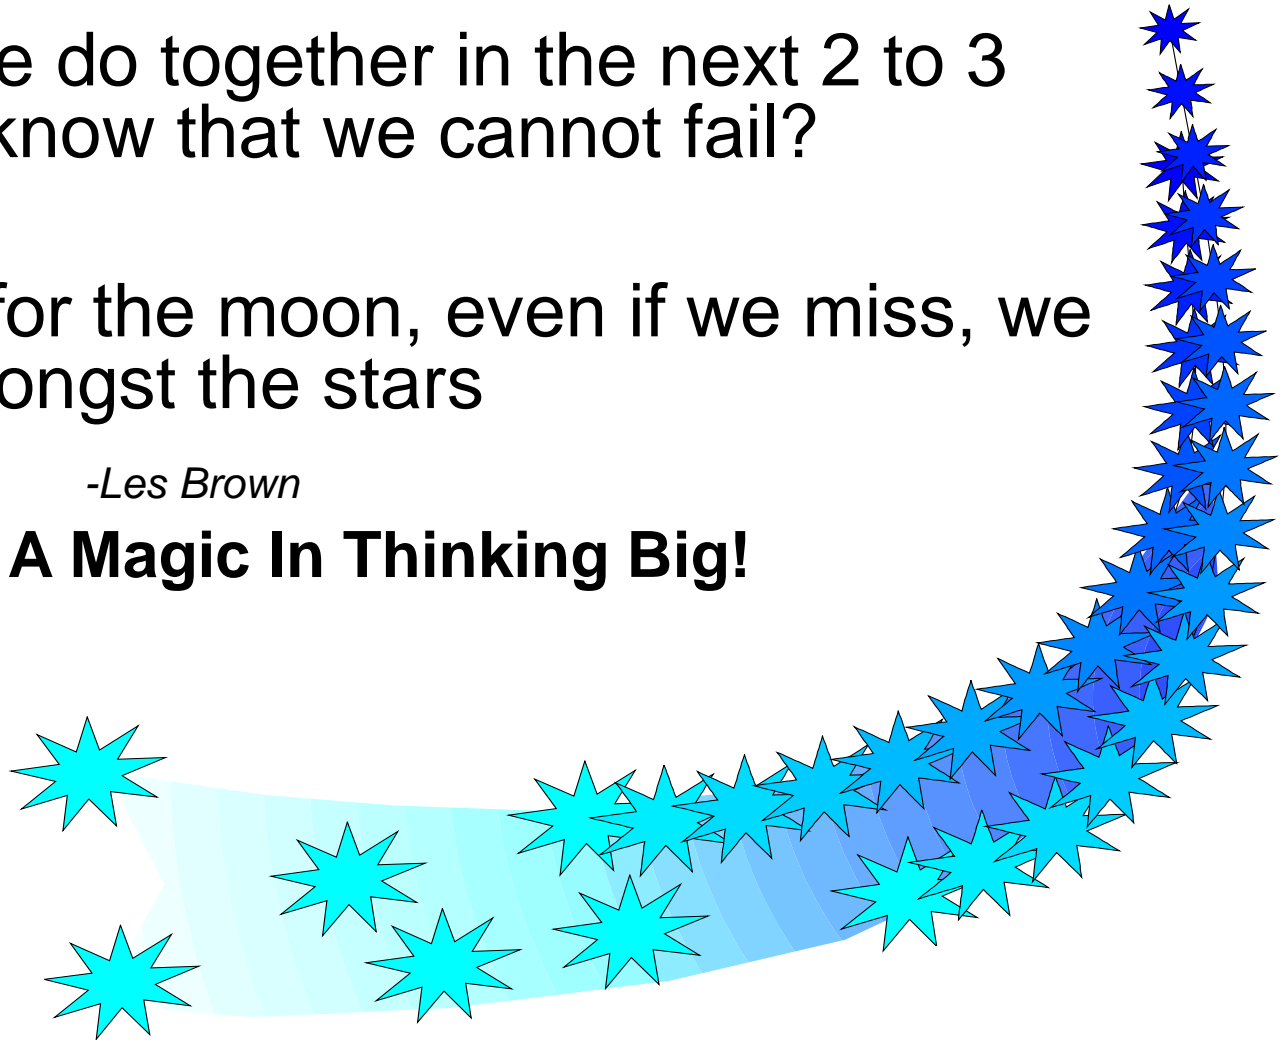 e do together in the next 2 to 3
know that we cannot fail?
for the moon, even if we miss, we
ongst the stars
-Les Brown
A Magic In Thinking Big!